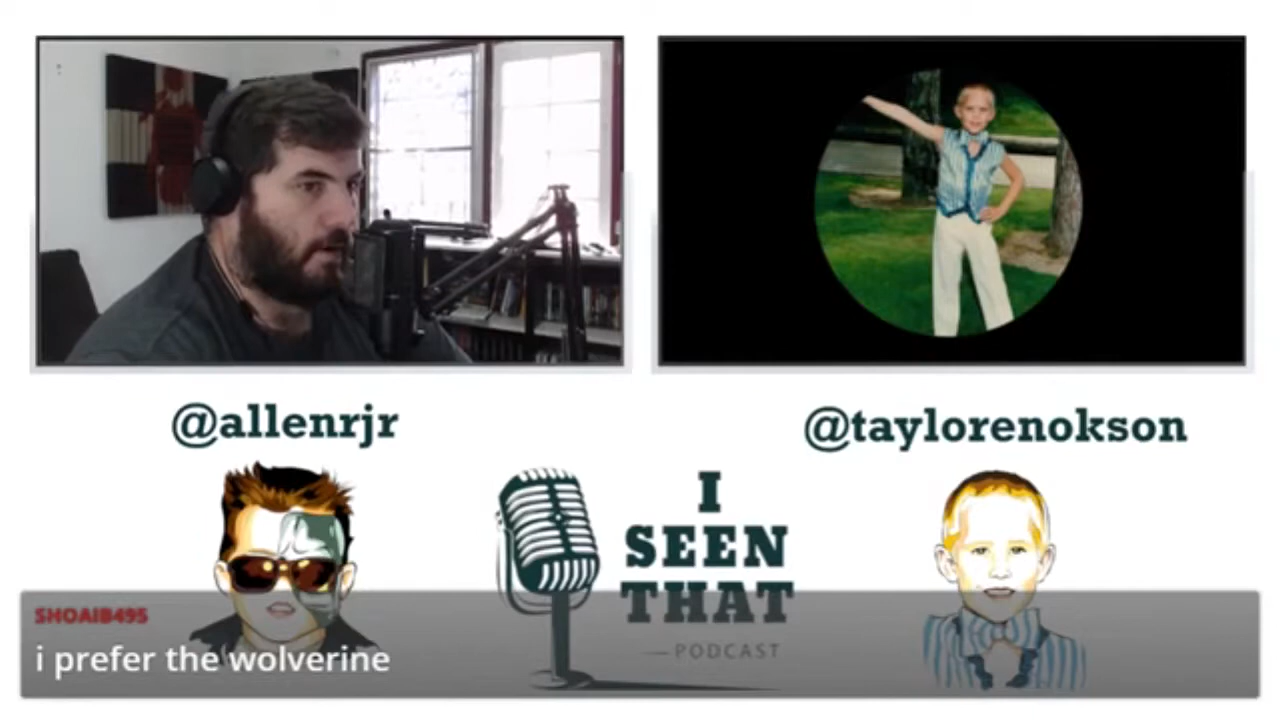 @allenrjr
@taylorenokson
I
SEEN
THAT
PODCAST
SHOAIB495
i prefer the wolverine